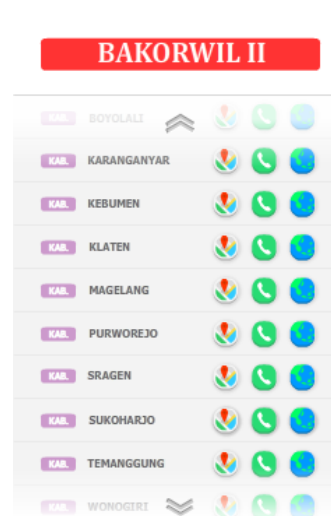 BAKORWIL II
KAB. BOYOLALI
KAB. KARANGANYAR
KAB. KEBUMEN
KAB. KLATEN
KAB. MAGELANG
KAB. PURWOREJO
KAB. SRAGEN
KAB. SUKOHARJO
KAB. TEMANGGUNG
KAB. WONOGIRI